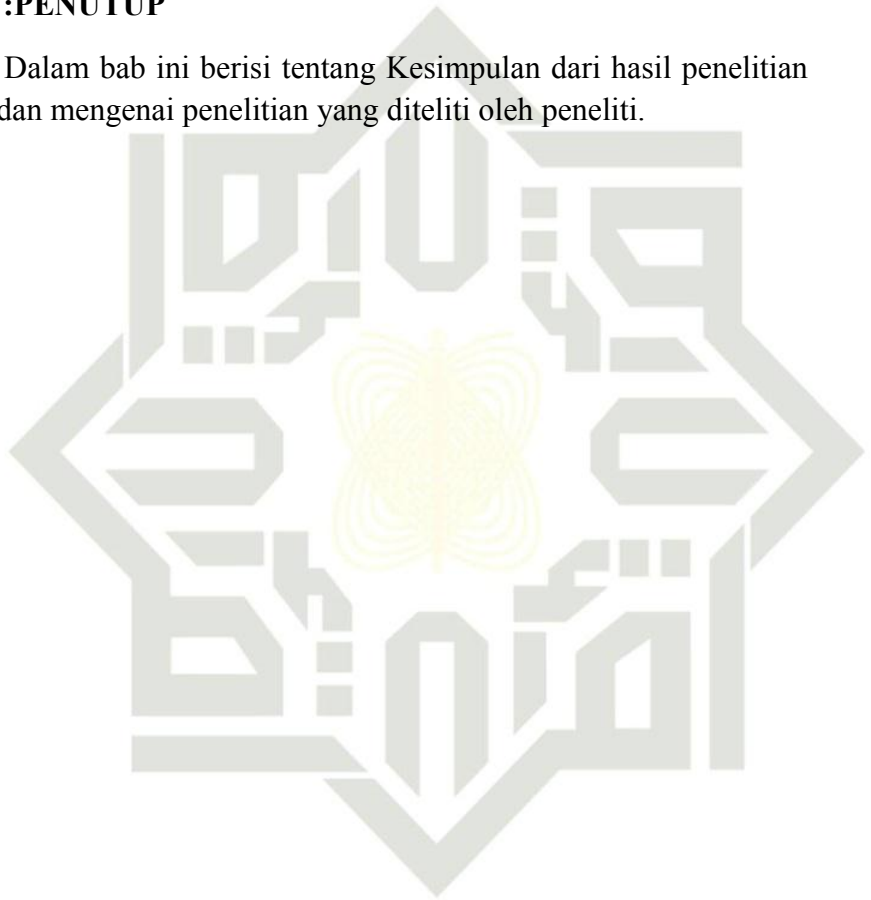 :PENUTUP
Dalam bab ini berisi tentang Kesimpulan dari hasil penelitian
dan mengenai penelitian yang diteliti oleh peneliti.